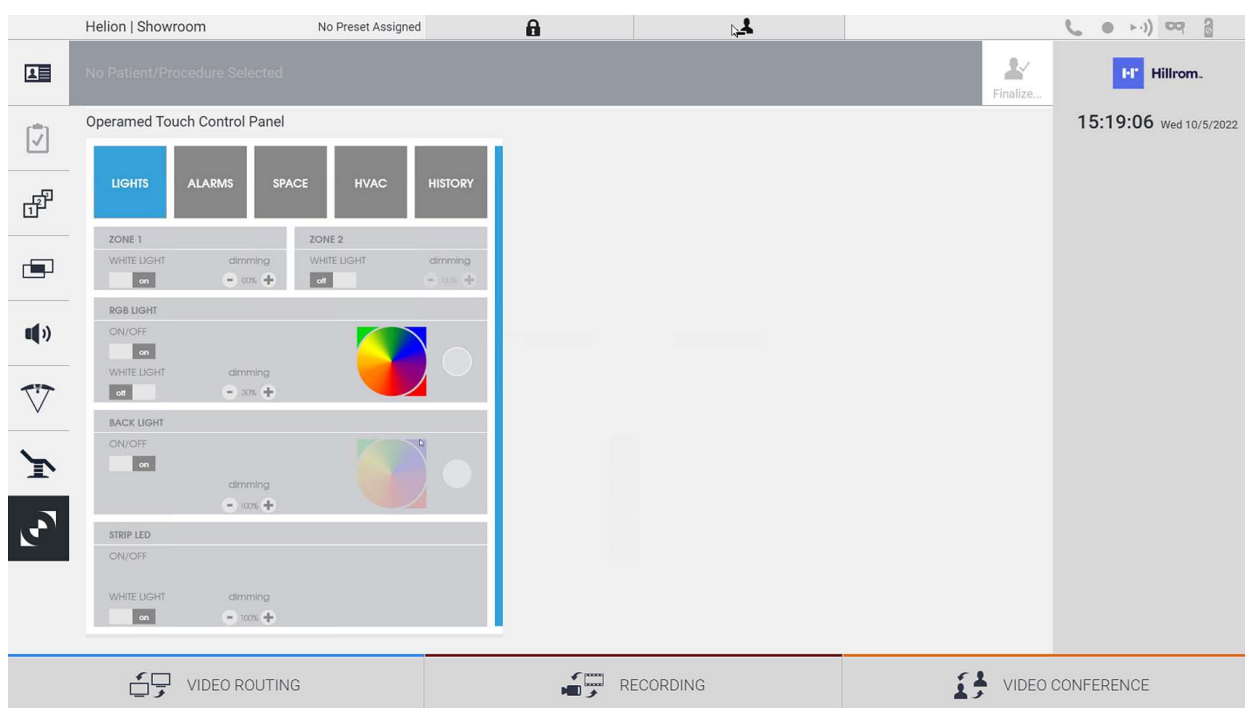 Helion | Showroom
No Preset Assigned
No Patient/Procedure Selected
Finalize...
Hillrom™
15:19:06 Wed 10/5/2022
Operamed Touch Control Panel
LIGHTS ALARMS SPACE HVAC HISTORY
ZONE 1
WHITE LIGHT dimming
on - 100% +
ZONE 2
WHITE LIGHT dimming
off - +
RGB LIGHT
ON/OFF
on
WHITE LIGHT dimming
off - 30% +
BACK LIGHT
ON/OFF
on
dimming
- 100% +
STRIP LED
ON/OFF
WHITE LIGHT dimming
on - 100% +
VIDEO ROUTING
RECORDING
VIDEO CONFERENCE